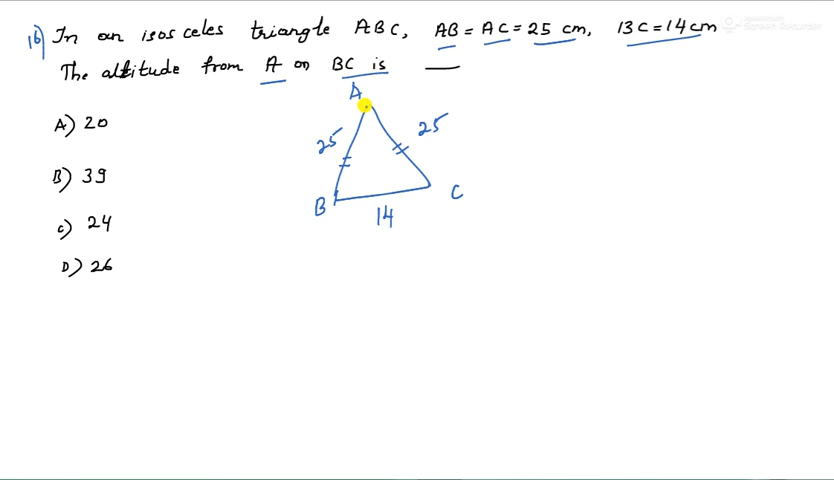 16) In an isosceles triangle ABC, AB = AC = 25 cm, BC = 14 cm
The altitude from A on BC is ___
A) 20
B) 39
C) 24
D) 26
A
25
25
B
C
14